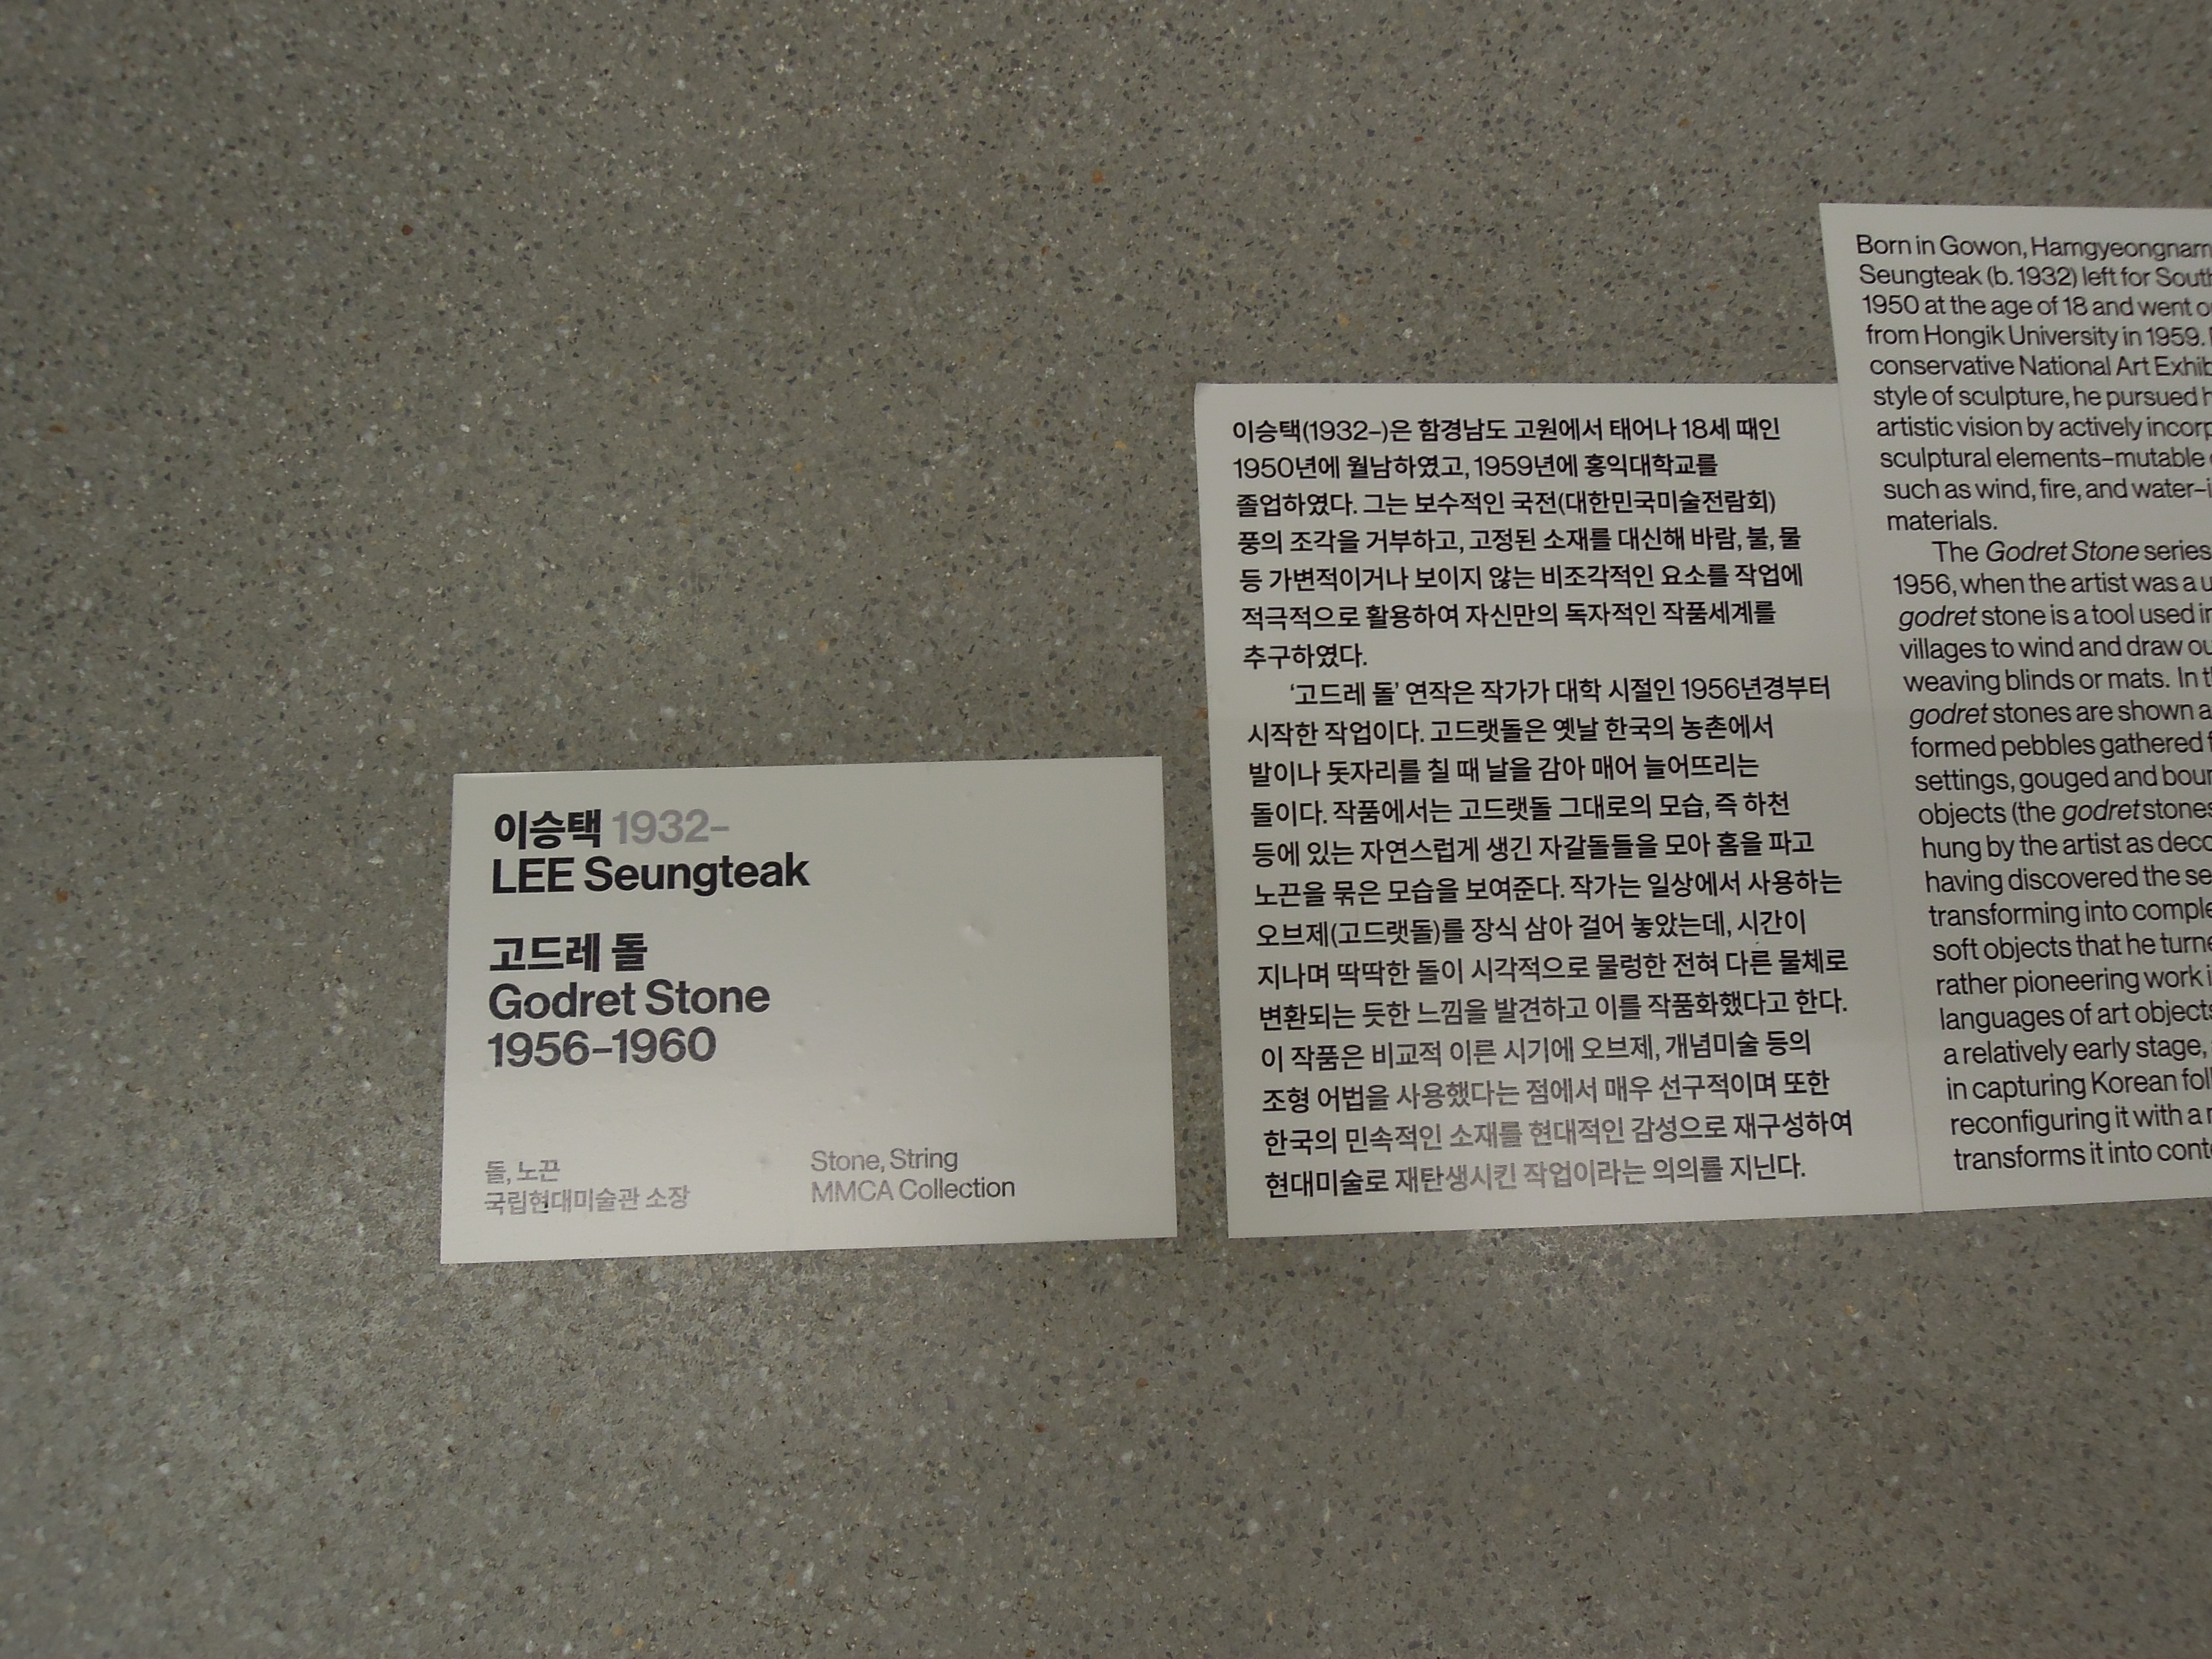 이승택 1932–
LEE Seungteak
고드레 돌
Godret Stone
1956–1960
돌, 노끈
국립현대미술관 소장
Stone, String
MMCA Collection
이승택(1932–)은 함경남도 고원에서 태어나 18세 때인
1950년에 월남하였고, 1959년에 홍익대학교를
졸업하였다. 그는 보수적인 국전(대한민국미술전람회)
풍의 조각을 거부하고, 고정된 소재를 대신해 바람, 불, 물
등 가변적이거나 보이지 않는 비조각적인 요소를 작업에
적극적으로 활용하여 자신만의 독자적인 작품세계를
추구하였다.
‘고드레 돌’ 연작은 작가가 대학 시절인 1956년경부터
시작한 작업이다. 고드랫돌은 옛날 한국의 농촌에서
발이나 돗자리를 칠 때 날을 감아 매어 늘어뜨리는
돌이다. 작품에서는 고드랫돌 그대로의 모습, 즉 하천
등에 있는 자연스럽게 생긴 자갈돌들을 모아 홈을 파고
노끈을 묶은 모습을 보여준다. 작가는 일상에서 사용하는
오브제(고드랫돌)를 장식 삼아 걸어 놓았는데, 시간이
지나며 딱딱한 돌이 시각적으로 물렁한 전혀 다른 물체로
변환되는 듯한 느낌을 발견하고 이를 작품화했다고 한다.
이 작품은 비교적 이른 시기에 오브제, 개념미술 등의
조형 어법을 사용했다는 점에서 매우 선구적이며 또한
한국의 민속적인 소재를 현대적인 감성으로 재구성하여
현대미술로 재탄생시킨 작업이라는 의의를 지닌다.
Born in Gowon, Hamgyeongnam
Seungteak (b. 1932) left for South
1950 at the age of 18 and went
from Hongik University in 1959.
conservative National Art
style of sculpture, he pursued
artistic vision by actively
sculptural elements–mutable
such as wind, fire, and water–
materials.
The Godret Stone series
1956, when the artist was a
godret stone is a tool used
villages to wind and draw
weaving blinds or mats. In
godret stones are shown
formed pebbles gathered
settings, gouged and
objects (the godret stones
hung by the artist as
having discovered the
transforming into
soft objects that he
rather pioneering work
languages of art objects
a relatively early stage,
in capturing Korean
reconfiguring it with a
transforms it into